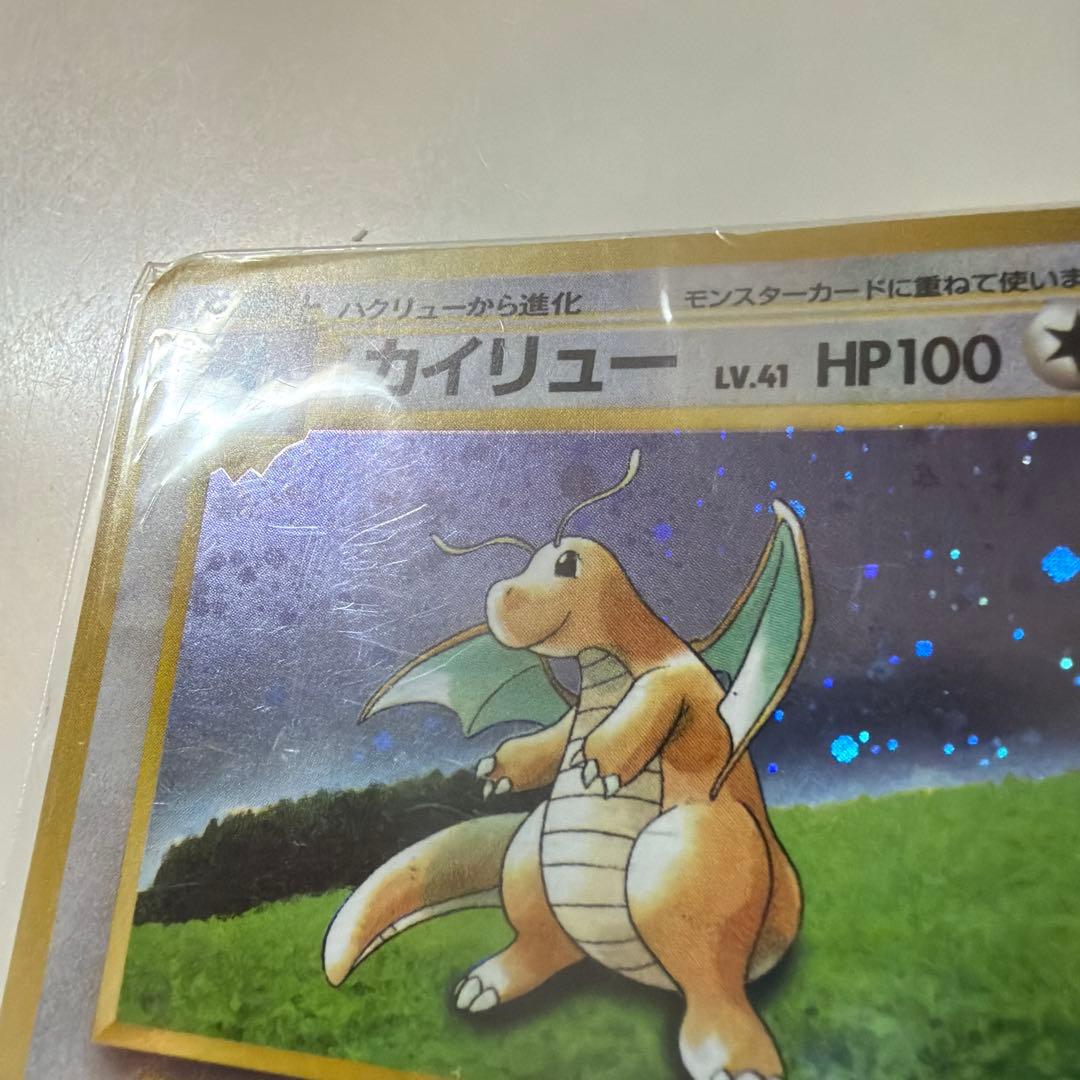 ハクリューから進化
モンスターカードに重ねて使いま
カイリュー LV.41 HP100